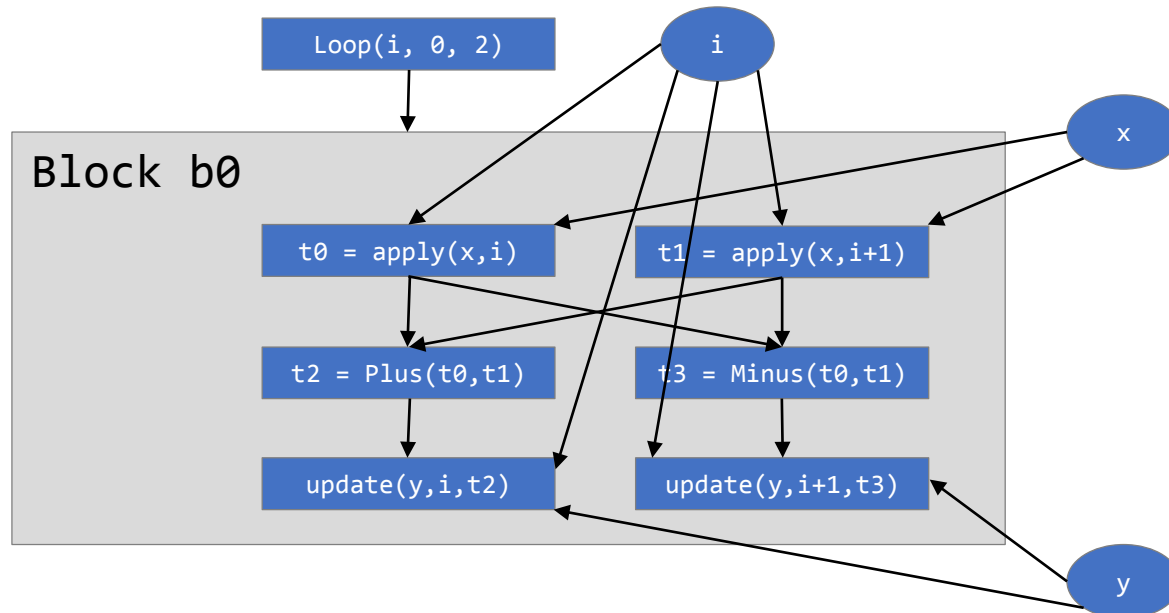 Loop(i, 0, 2)
i
x
Block b0
t0 = apply(x,i)
t1 = apply(x,i+1)
t2 = Plus(t0,t1)
t3 = Minus(t0,t1)
update(y,i,t2)
update(y,i+1,t3)
y